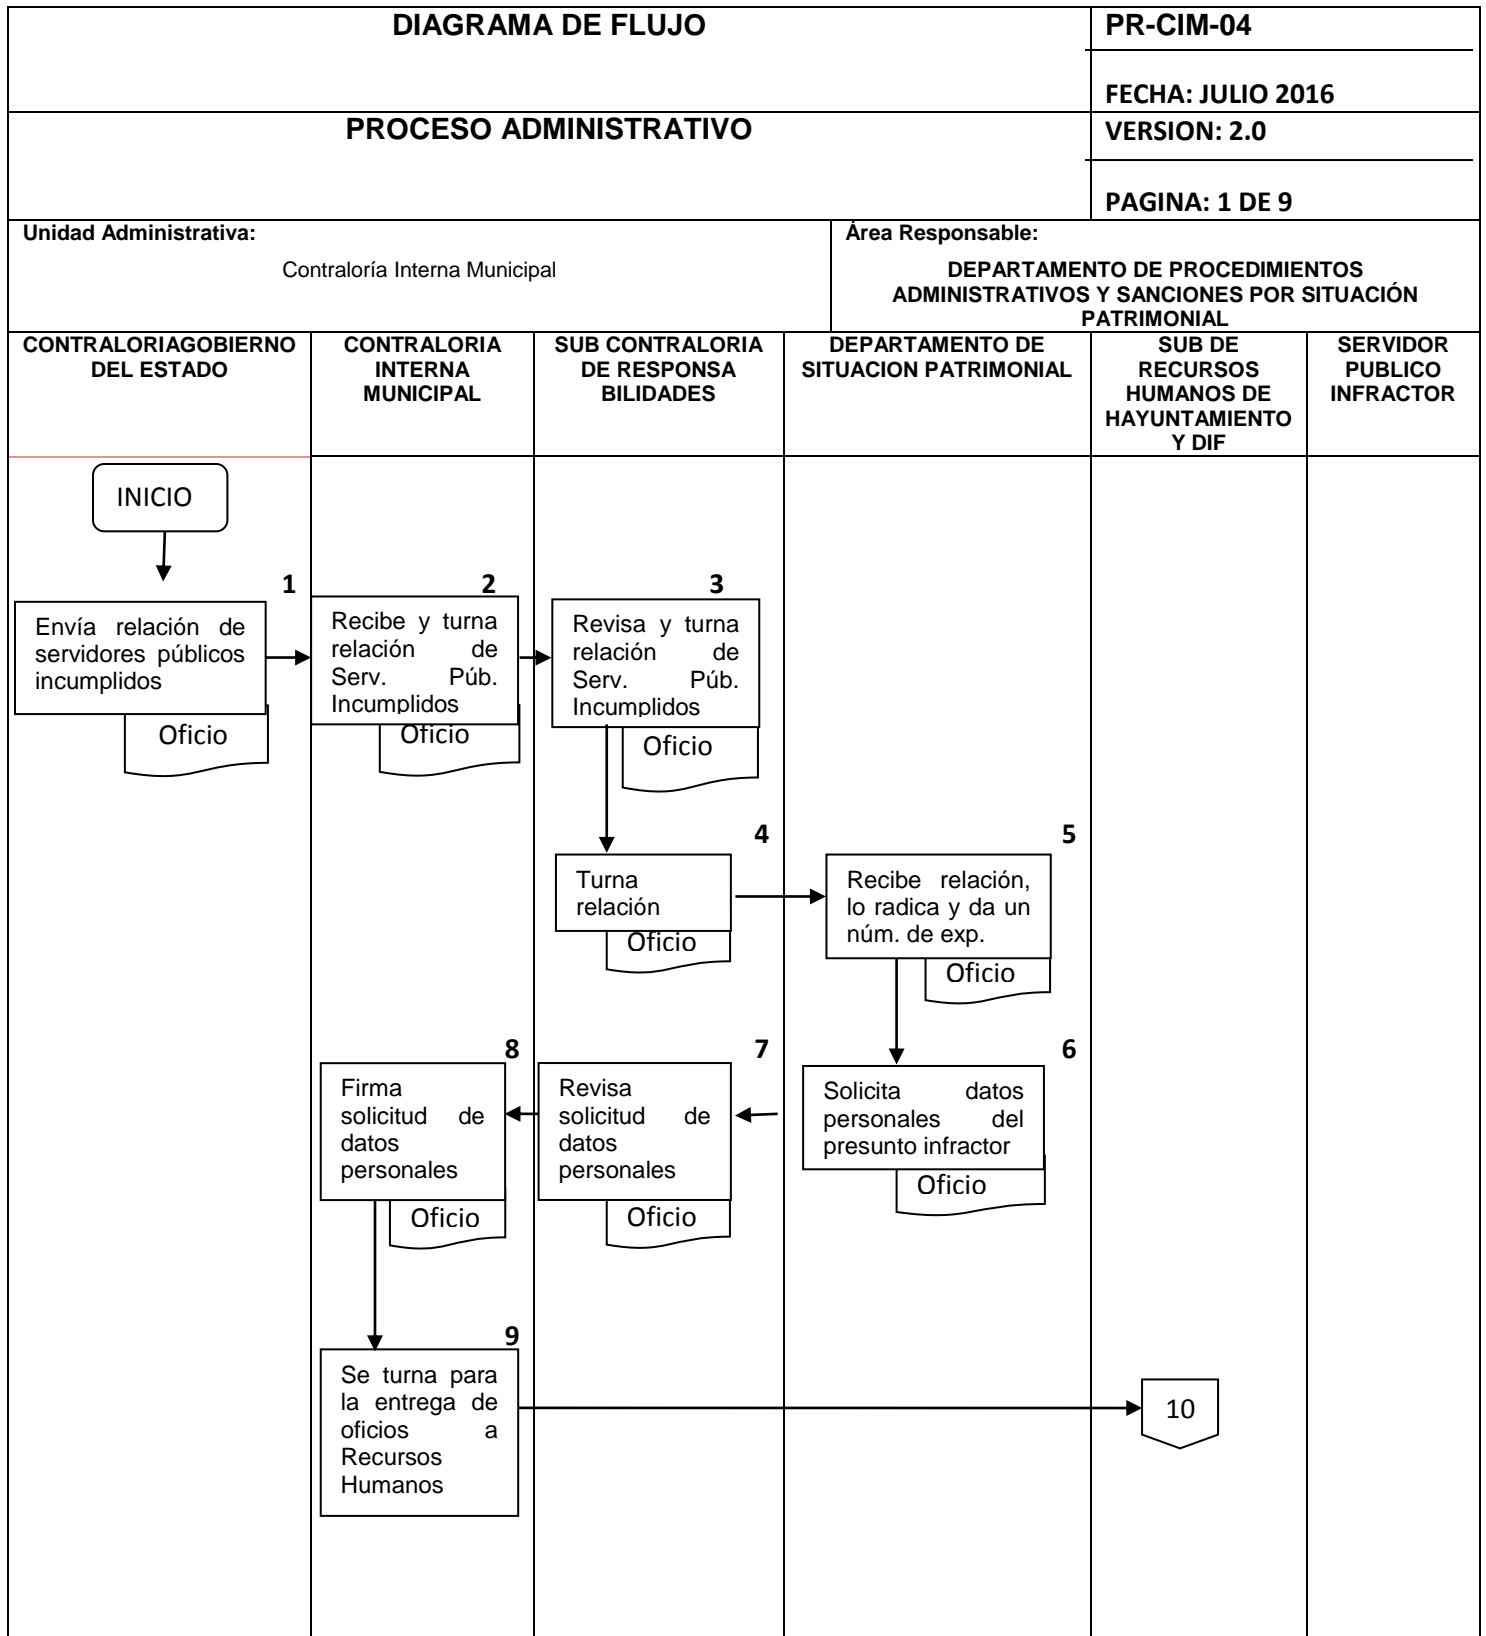 DIAGRAMA DE FLUJO
PR-CIM-04
FECHA: JULIO 2016
PROCESO ADMINISTRATIVO
VERSION: 2.0
PAGINA: 1 DE 9
Unidad Administrativa:
Contraloría Interna Municipal
Área Responsable:
DEPARTAMENTO DE PROCEDIMIENTOS
ADMINISTRATIVOS Y SANCIONES POR SITUACIÓN
PATRIMONIAL
CONTRALORIAGOBIERNO
DEL ESTADO
CONTRALORIA
INTERNA
MUNICIPAL
SUB CONTRALORIA
DE RESPONSA
BILIDADES
DEPARTAMENTO DE
SITUACION PATRIMONIAL
SUB DE
RECURSOS
HUMANOS DE
HAYUNTAMIENTO
Y DIF
SERVIDOR
PUBLICO
INFRACTOR
INICIO
1
Envía relación de
servidores públicos
incumplidos
Oficio
2
Recibe y turna
relación de
Serv. Púb.
Incumplidos
Oficio
3
Revisa y turna
relación de
Serv. Púb.
Incumplidos
Oficio
4
Turna
relación
Oficio
5
Recibe relación,
lo radica y da un
núm. de exp.
Oficio
6
Solicita datos
personales del
presunto infractor
Oficio
7
Revisa
solicitud de
datos
personales
Oficio
8
Firma
solicitud de
datos
personales
Oficio
9
Se turna para
la entrega de
oficios a
Recursos
Humanos
10